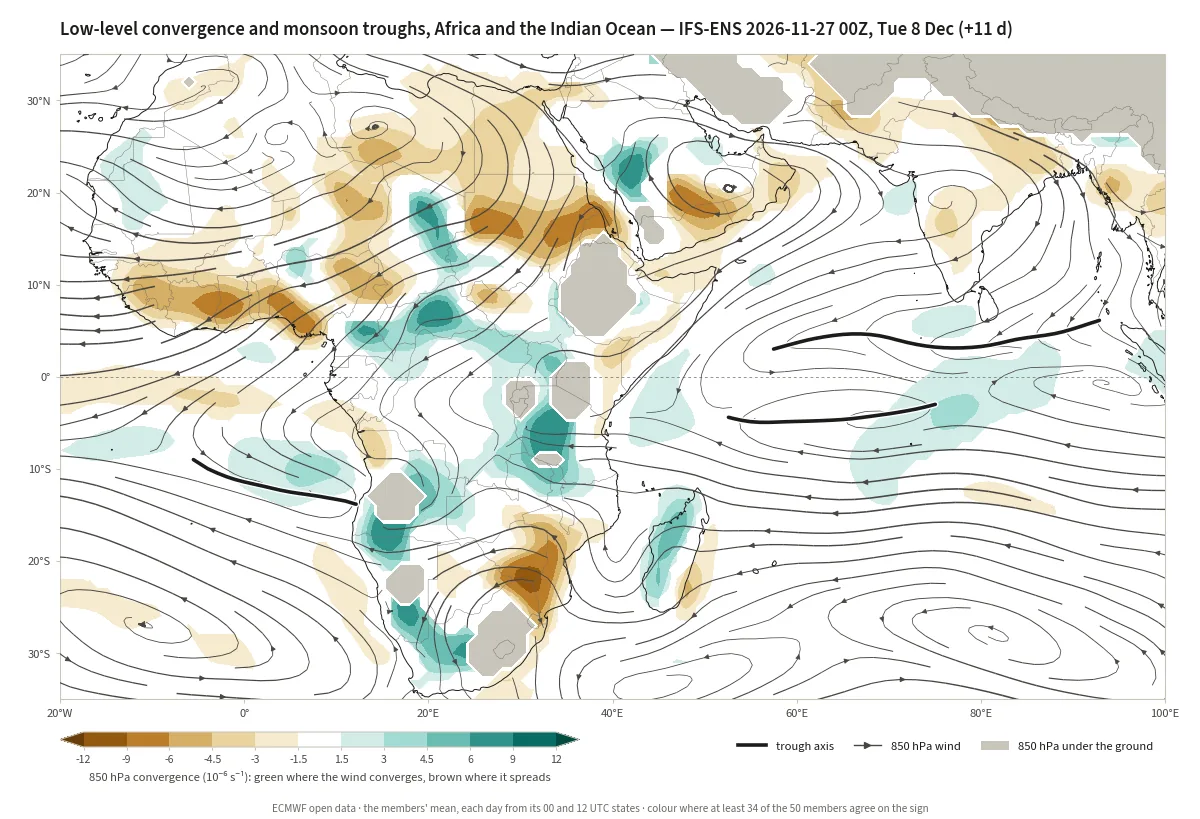 Low-level convergence and monsoon troughs, Africa and the Indian Ocean — IFS-ENS 2026-11-27 00Z, Tue 8 Dec (+11 d)
30°N
20°N
10°N
0°
10°S
20°S
30°S
20°W 0° 20°E 40°E 60°E 80°E 100°E
-12 -9 -6 -4.5 -3 -1.5 1.5 3 4.5 6 9 12
850 hPa convergence (10⁻⁶ s⁻¹): green where the wind converges, brown where it spreads
trough axis 850 hPa wind 850 hPa under the ground
ECMWF open data · the members' mean, each day from its 00 and 12 UTC states · colour where at least 34 of the 50 members agree on the sign